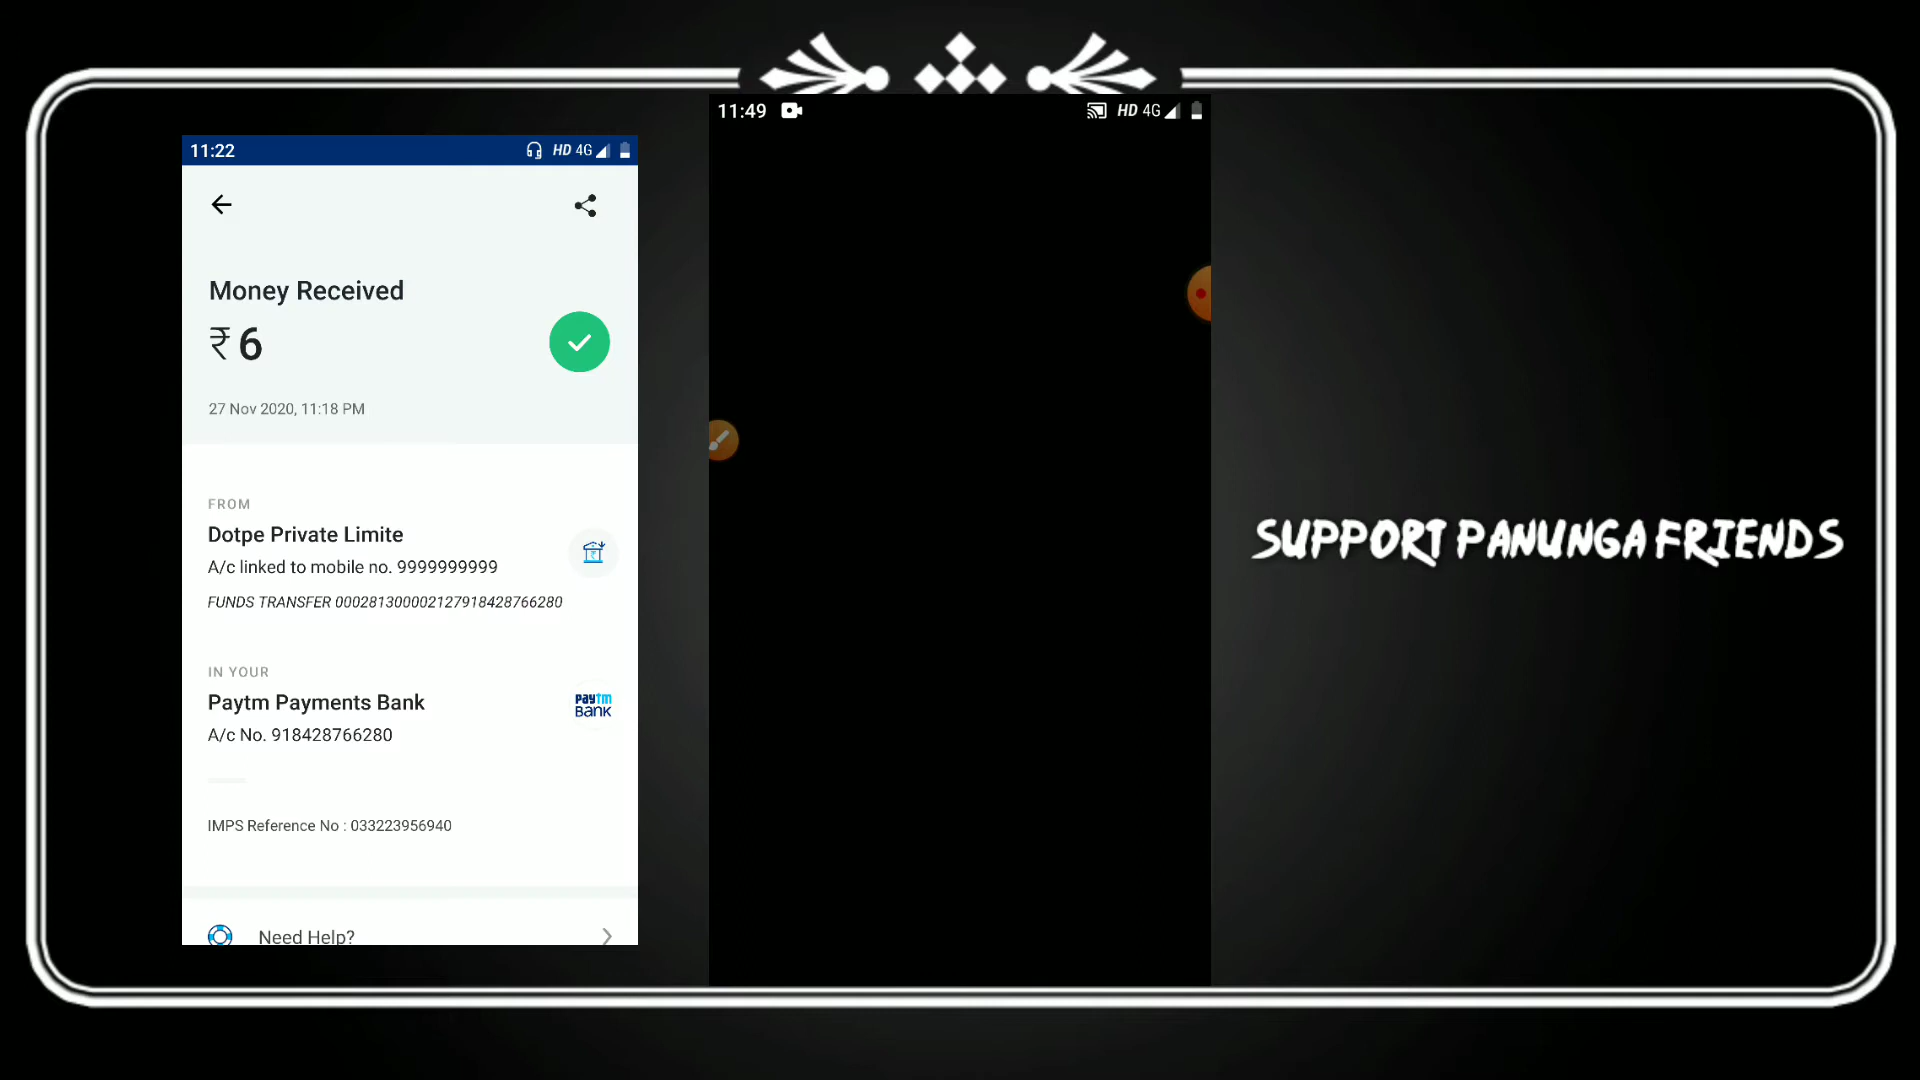 11:22 HD 4G
Money Received
₹6
27 Nov 2020, 11:18 PM
FROM
Dotpe Private Limite
A/c linked to mobile no. 9999999999
FUNDS TRANSFER 000281300002127918428766280
IN YOUR
Paytm Payments Bank
paytm
BANK
A/c No. 918428766280
IMPS Reference No : 033223956940
Need Help?
11:49 HD 4G
SUPPORT PANUNGA FRIENDS